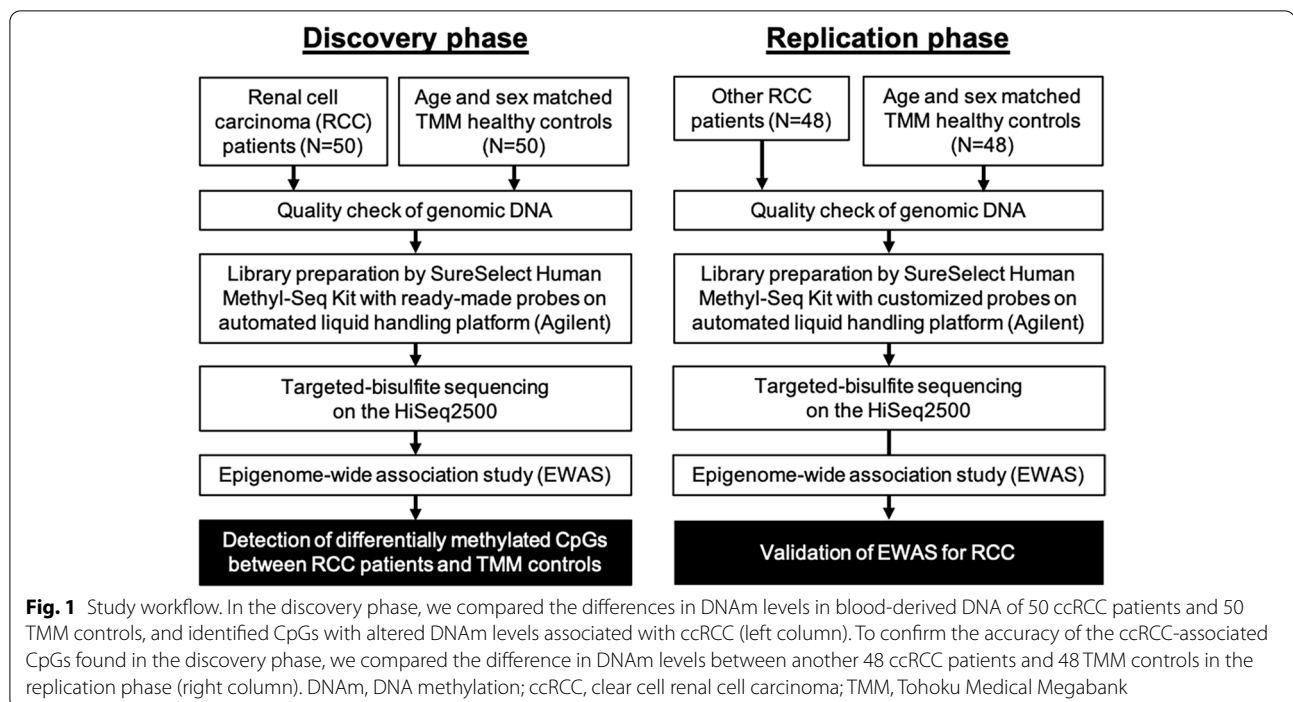 Discovery phase
Renal cell
carcinoma (RCC)
patients (N=50)
Age and sex matched
TMM healthy controls
(N=50)
Quality check of genomic DNA
Library preparation by SureSelect Human
Methyl-Seq Kit with ready-made probes on
automated liquid handling platform (Agilent)
Targeted-bisulfite sequencing
on the HiSeq2500
Epigenome-wide association study (EWAS)
Detection of differentially methylated CpGs
between RCC patients and TMM controls
Replication phase
Other RCC
patients (N=48)
Age and sex matched
TMM healthy controls
(N=48)
Quality check of genomic DNA
Library preparation by SureSelect Human
Methyl-Seq Kit with customized probes on
automated liquid handling platform (Agilent)
Targeted-bisulfite sequencing
on the HiSeq2500
Epigenome-wide association study (EWAS)
Validation of EWAS for RCC
Fig. 1 Study workflow. In the discovery phase, we compared the differences in DNAm levels in blood-derived DNA of 50 ccRCC patients and 50
TMM controls, and identified CpGs with altered DNAm levels associated with ccRCC (left column). To confirm the accuracy of the ccRCC-associated
CpGs found in the discovery phase, we compared the difference in DNAm levels between another 48 ccRCC patients and 48 TMM controls in the
replication phase (right column). DNAm, DNA methylation; ccRCC, clear cell renal cell carcinoma; TMM, Tohoku Medical Megabank